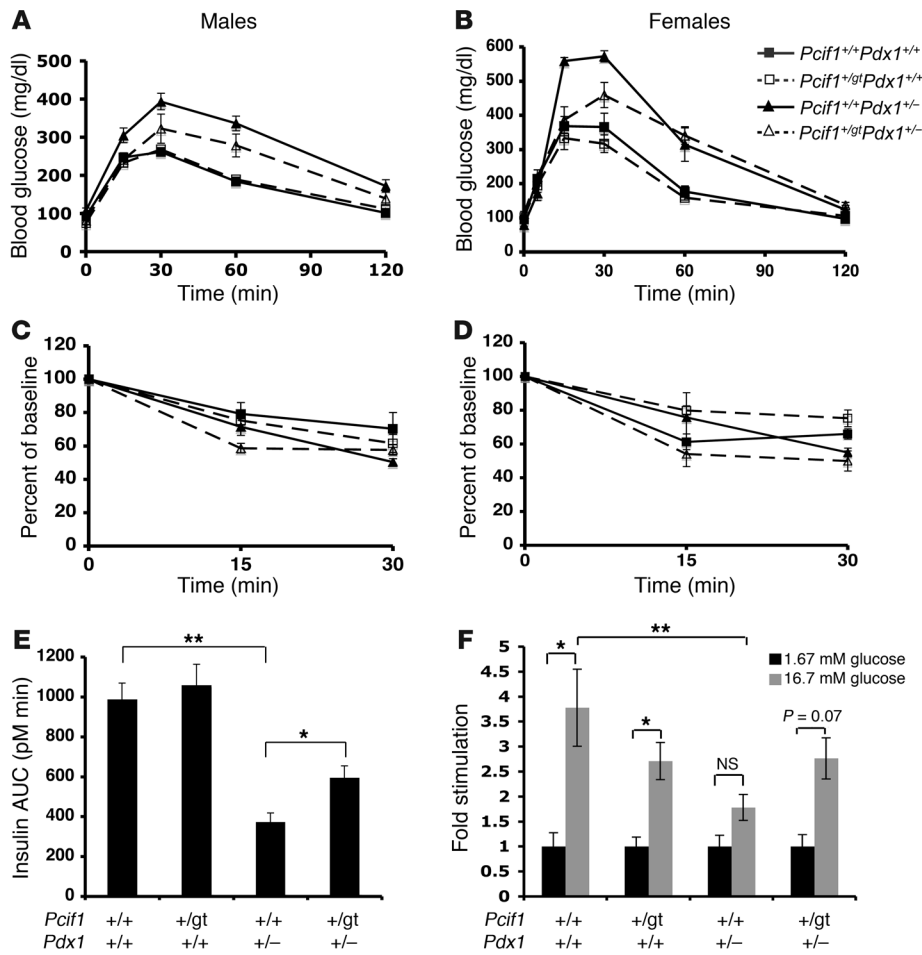 A Males
Blood glucose (mg/dl)
500
400
300
200
100
0
0 30 60 90 120
Time (min)
B Females
Blood glucose (mg/dl)
600
500
400
300
200
100
0
0 30 60 90 120
Time (min)
Pcif1+/+Pdx1+/+
Pcif1+/gtPdx1+/+
Pcif1+/+Pdx1+/–
Pcif1+/gtPdx1+/–
C
Percent of baseline
120
100
80
60
40
20
0
0 15 30
Time (min)
D
Percent of baseline
120
100
80
60
40
20
0
0 15 30
Time (min)
E
Insulin AUC (pM min)
1200
1000
800
600
400
200
0
**
*
Pcif1 +/+ +/gt +/+ +/gt
Pdx1 +/+ +/+ +/– +/–
F
Fold stimulation
5
4.5
4
3.5
3
2.5
2
1.5
1
0.5
0
*
**
*
NS
P = 0.07
1.67 mM glucose
16.7 mM glucose
Pcif1 +/+ +/gt +/+ +/gt
Pdx1 +/+ +/+ +/– +/–